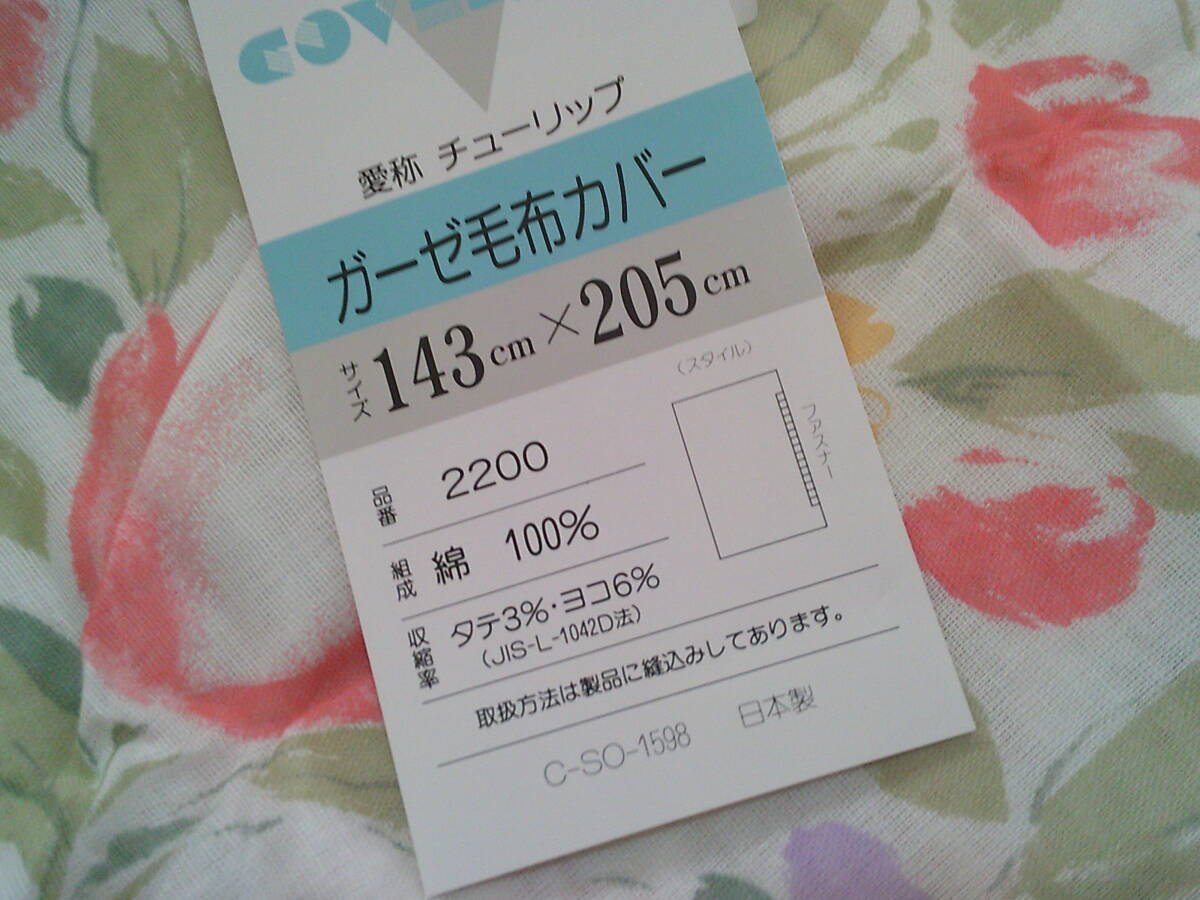 愛称 チューリップ
ガーゼ毛布カバー
サイズ 143cm×205cm
(スタイル)
ファスナー
品番 2200
組成 綿 100%
収縮率 タテ3%・ヨコ6%
(JIS-L-1042D法)
取扱方法は製品に縫込みしてあります。
C-SO-1598 日本製